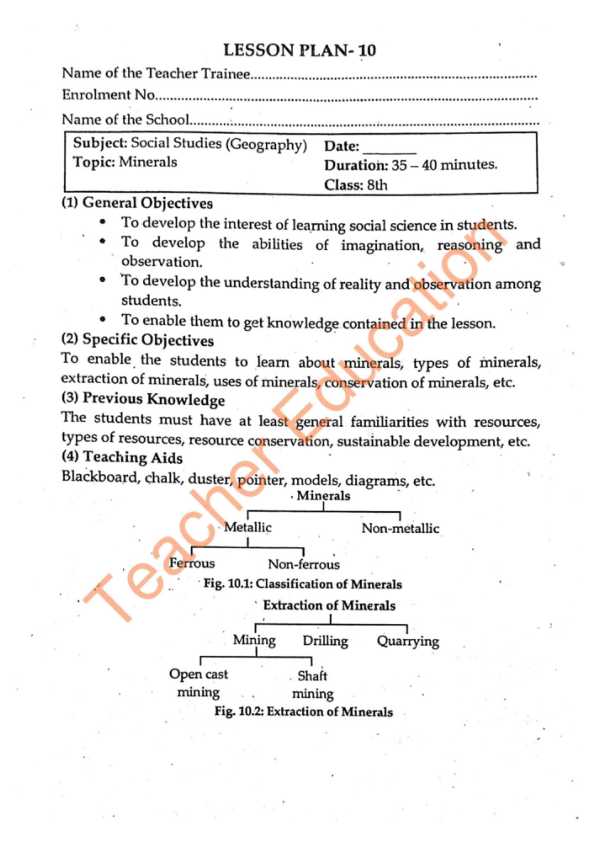 LESSON PLAN- 10
Name of the Teacher Trainee........................................................................
Enrolment No................................................................................................
Name of the School........................................................................................
Subject: Social Studies (Geography) Date: ________
Topic: Minerals Duration: 35 – 40 minutes.
Class: 8th
(1) General Objectives
• To develop the interest of learning social science in students.
• To develop the abilities of imagination, reasoning and
observation.
• To develop the understanding of reality and observation among
students.
• To enable them to get knowledge contained in the lesson.
(2) Specific Objectives
To enable the students to learn about minerals, types of minerals,
extraction of minerals, uses of minerals, conservation of minerals, etc.
(3) Previous Knowledge
The students must have at least general familiarities with resources,
types of resources, resource conservation, sustainable development, etc.
(4) Teaching Aids
Blackboard, chalk, duster, pointer, models, diagrams, etc.
Minerals
Metallic Non-metallic
Ferrous Non-ferrous
Fig. 10.1: Classification of Minerals
Extraction of Minerals
Mining Drilling Quarrying
Open cast Shaft
mining mining
Fig. 10.2: Extraction of Minerals
Teacher Education